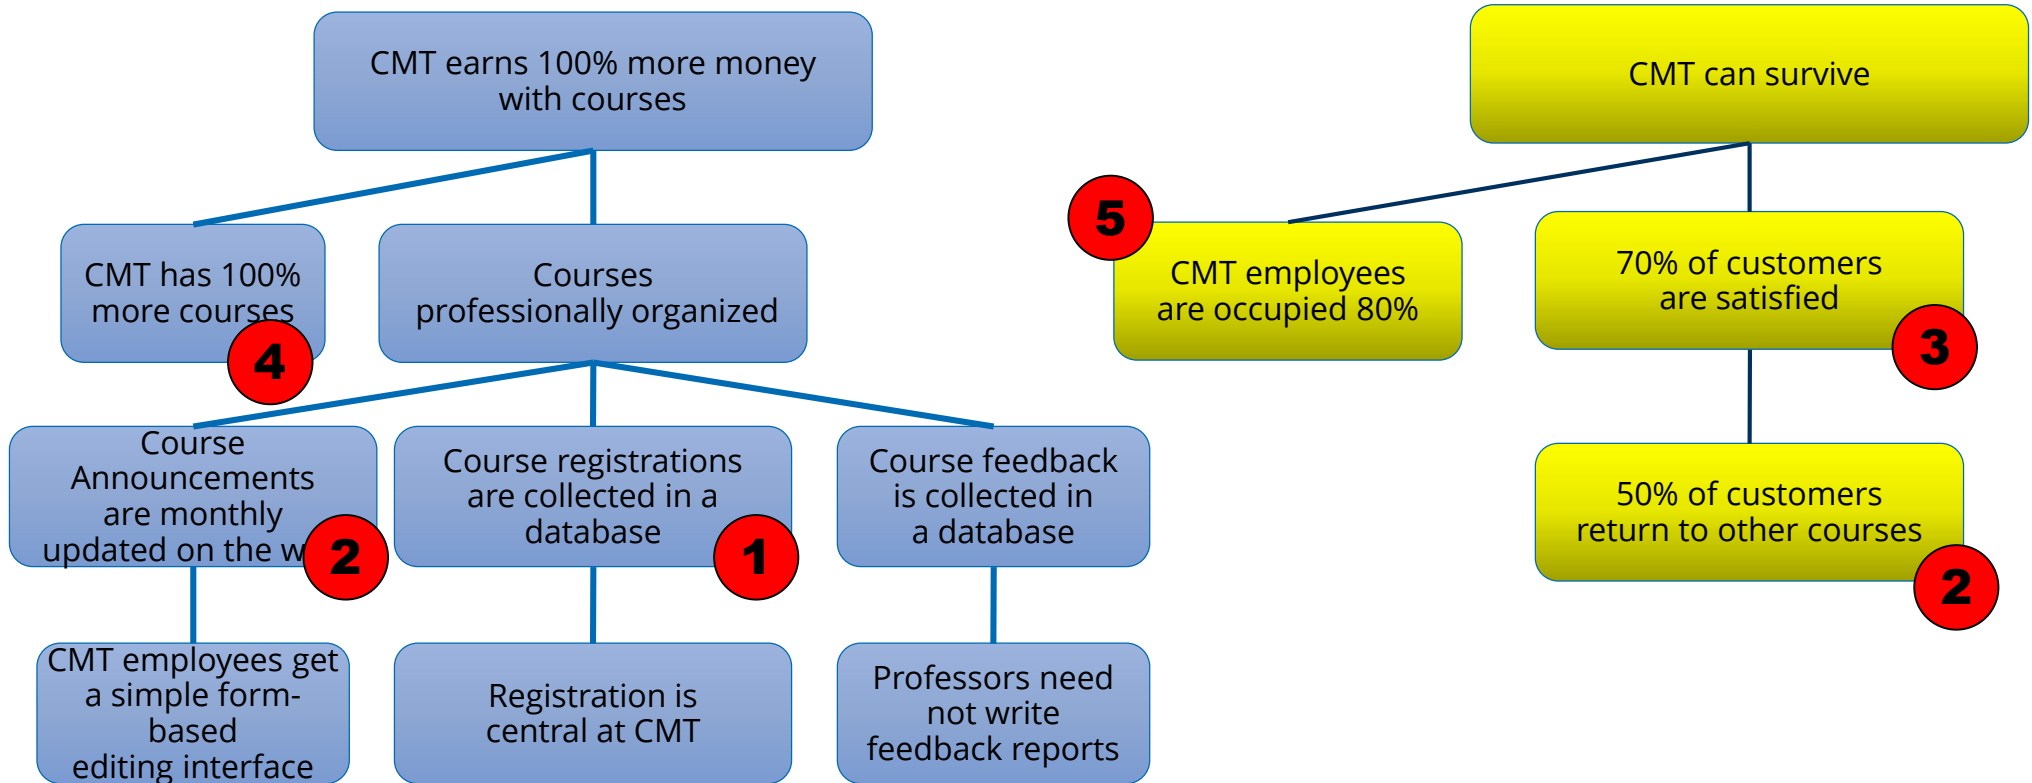 CMT earns 100% more money
with courses
CMT can survive
5
CMT has 100%
more courses
4
Courses
professionally organized
CMT employees
are occupied 80%
70% of customers
are satisfied
3
Course
Announcements
are monthly
updated on the
2
Course registrations
are collected in a
database
1
Course feedback
is collected in
a database
50% of customers
return to other courses
2
CMT employees get
a simple form-
based
editing interface
Registration is
central at CMT
Professors need
not write
feedback reports